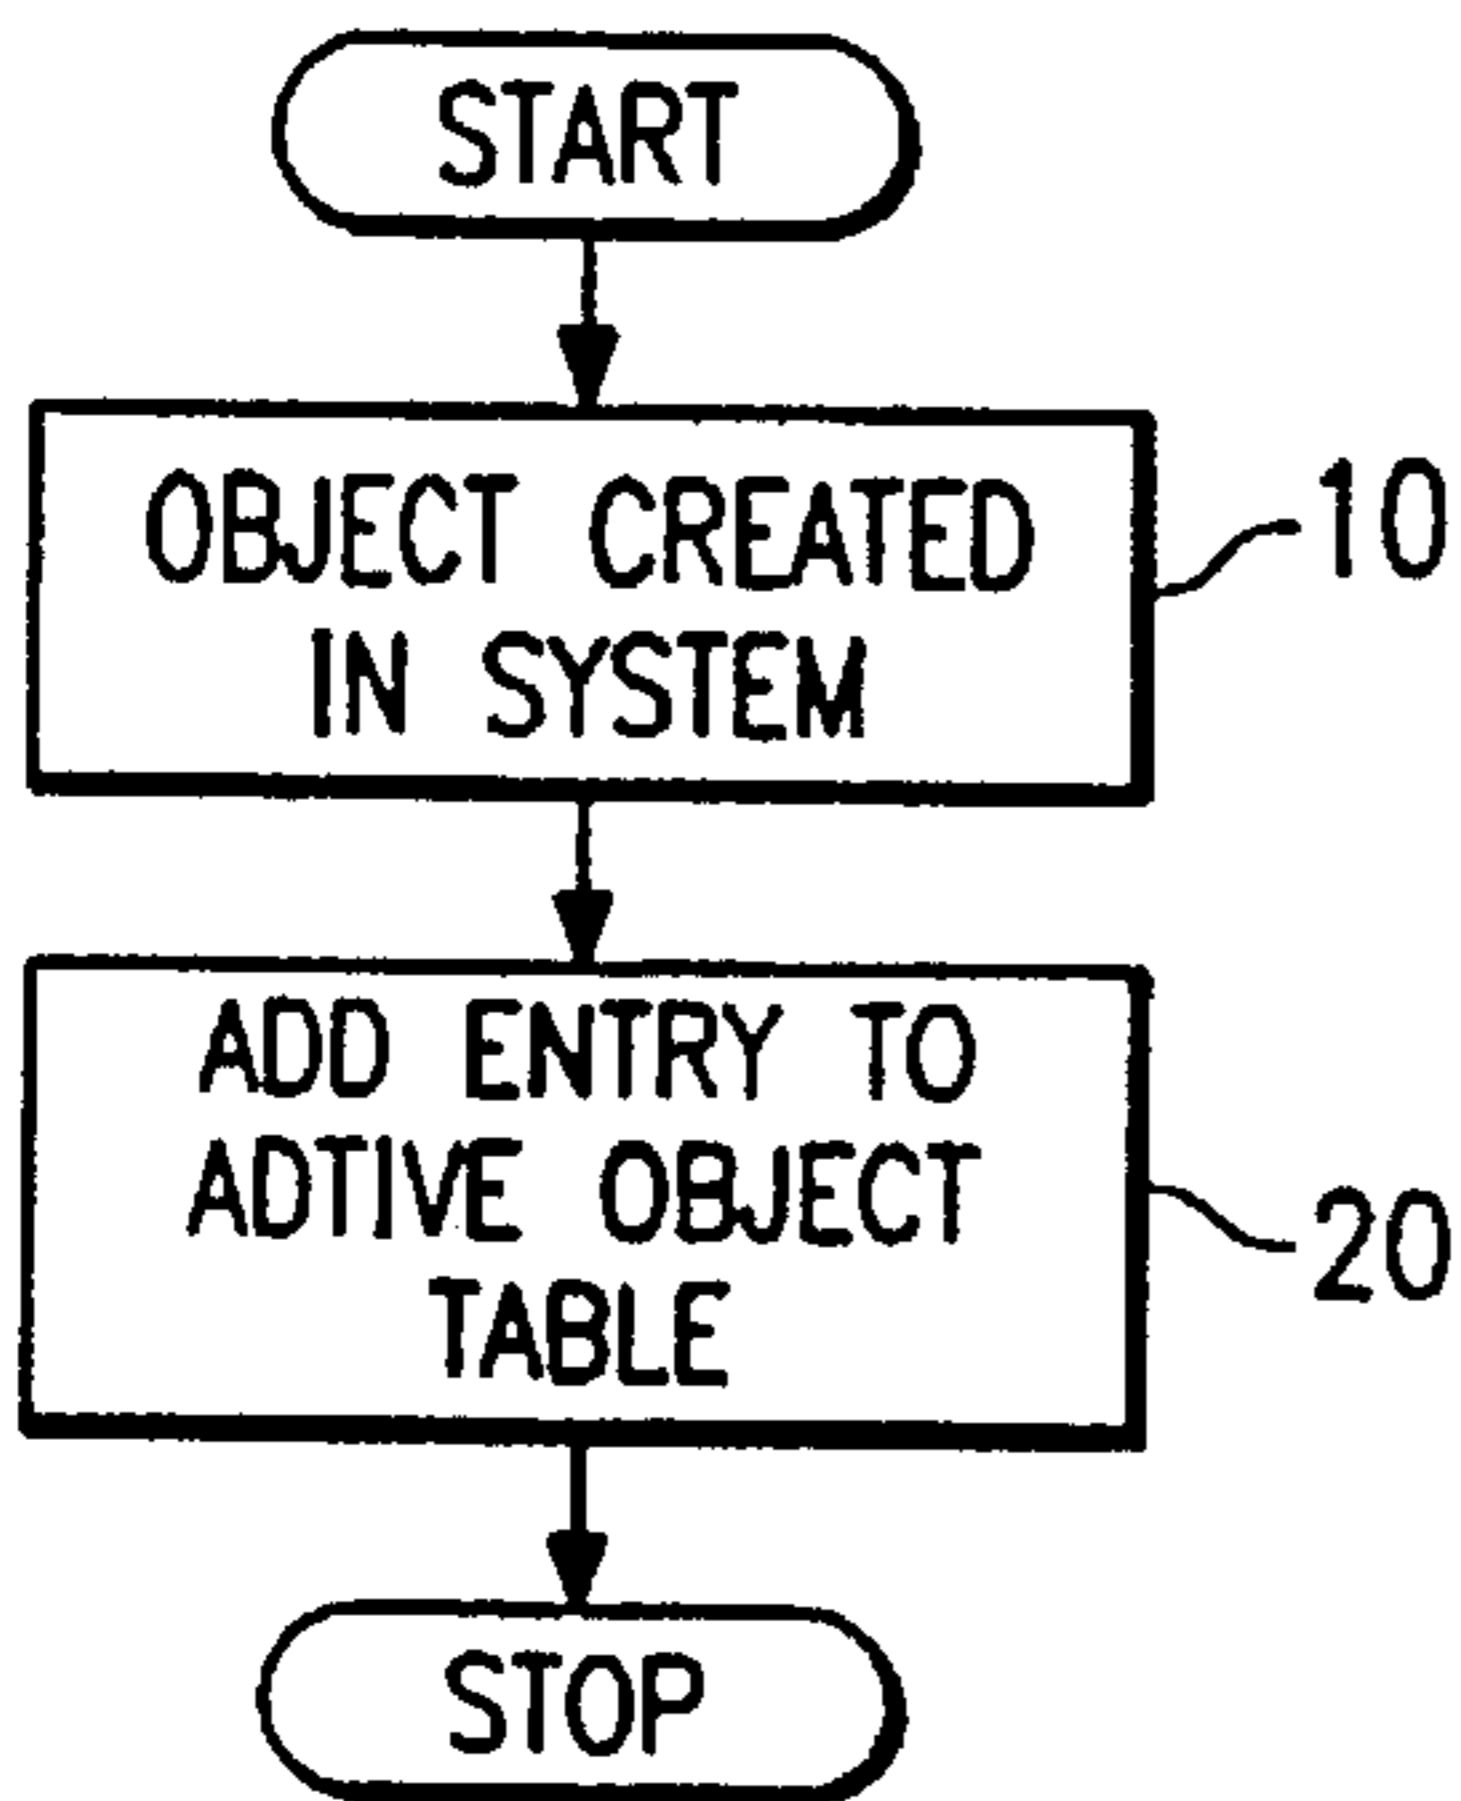 START
OBJECT CREATED
IN SYSTEM
10
ADD ENTRY TO
ADTIVE OBJECT
TABLE
20
STOP